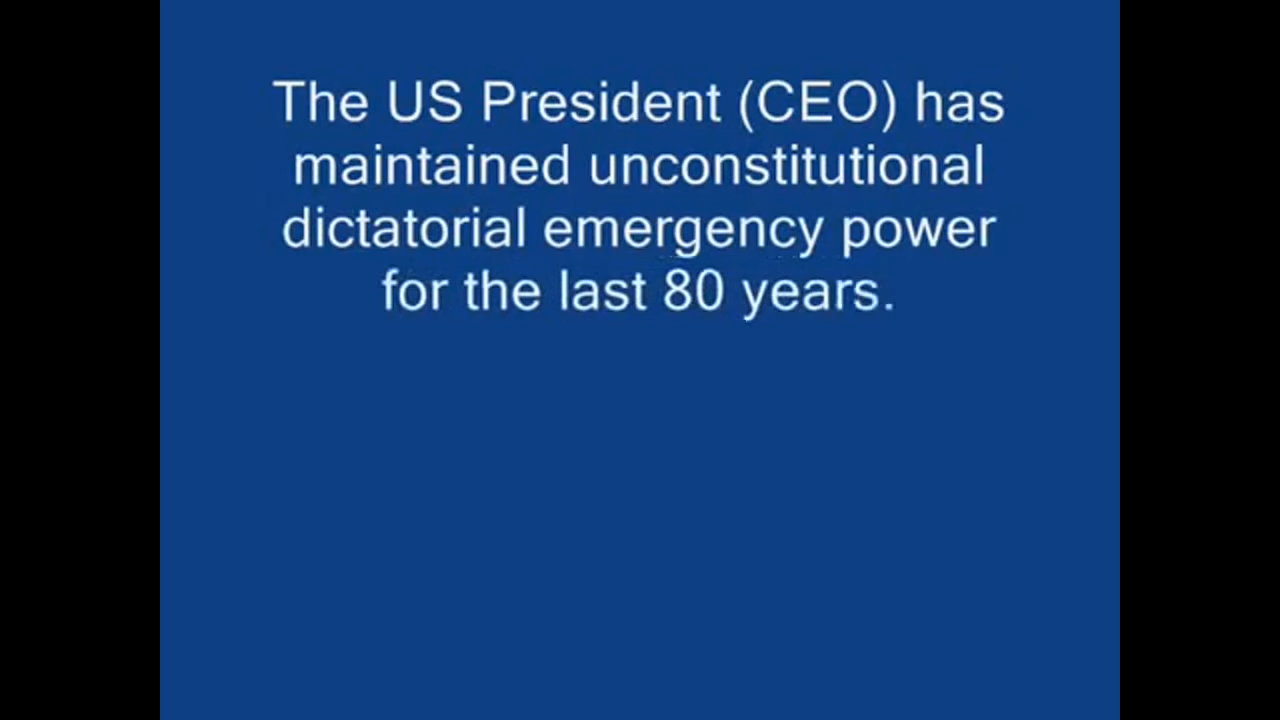 The US President (CEO) has
maintained unconstitutional
dictatorial emergency power
for the last 80 years.